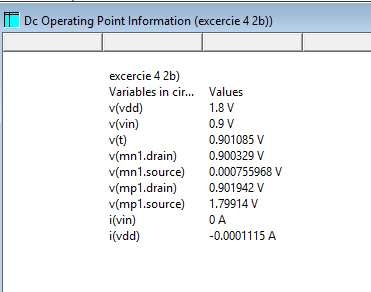 Dc Operating Point Information (excercie 4 2b))
excercie 4 2b)
Variables in cir... Values
v(vdd) 1.8 V
v(vin) 0.9 V
v(t) 0.901085 V
v(mn1.drain) 0.900329 V
v(mn1.source) 0.000755968 V
v(mp1.drain) 0.901942 V
v(mp1.source) 1.79914 V
i(vin) 0 A
i(vdd) -0.0001115 A